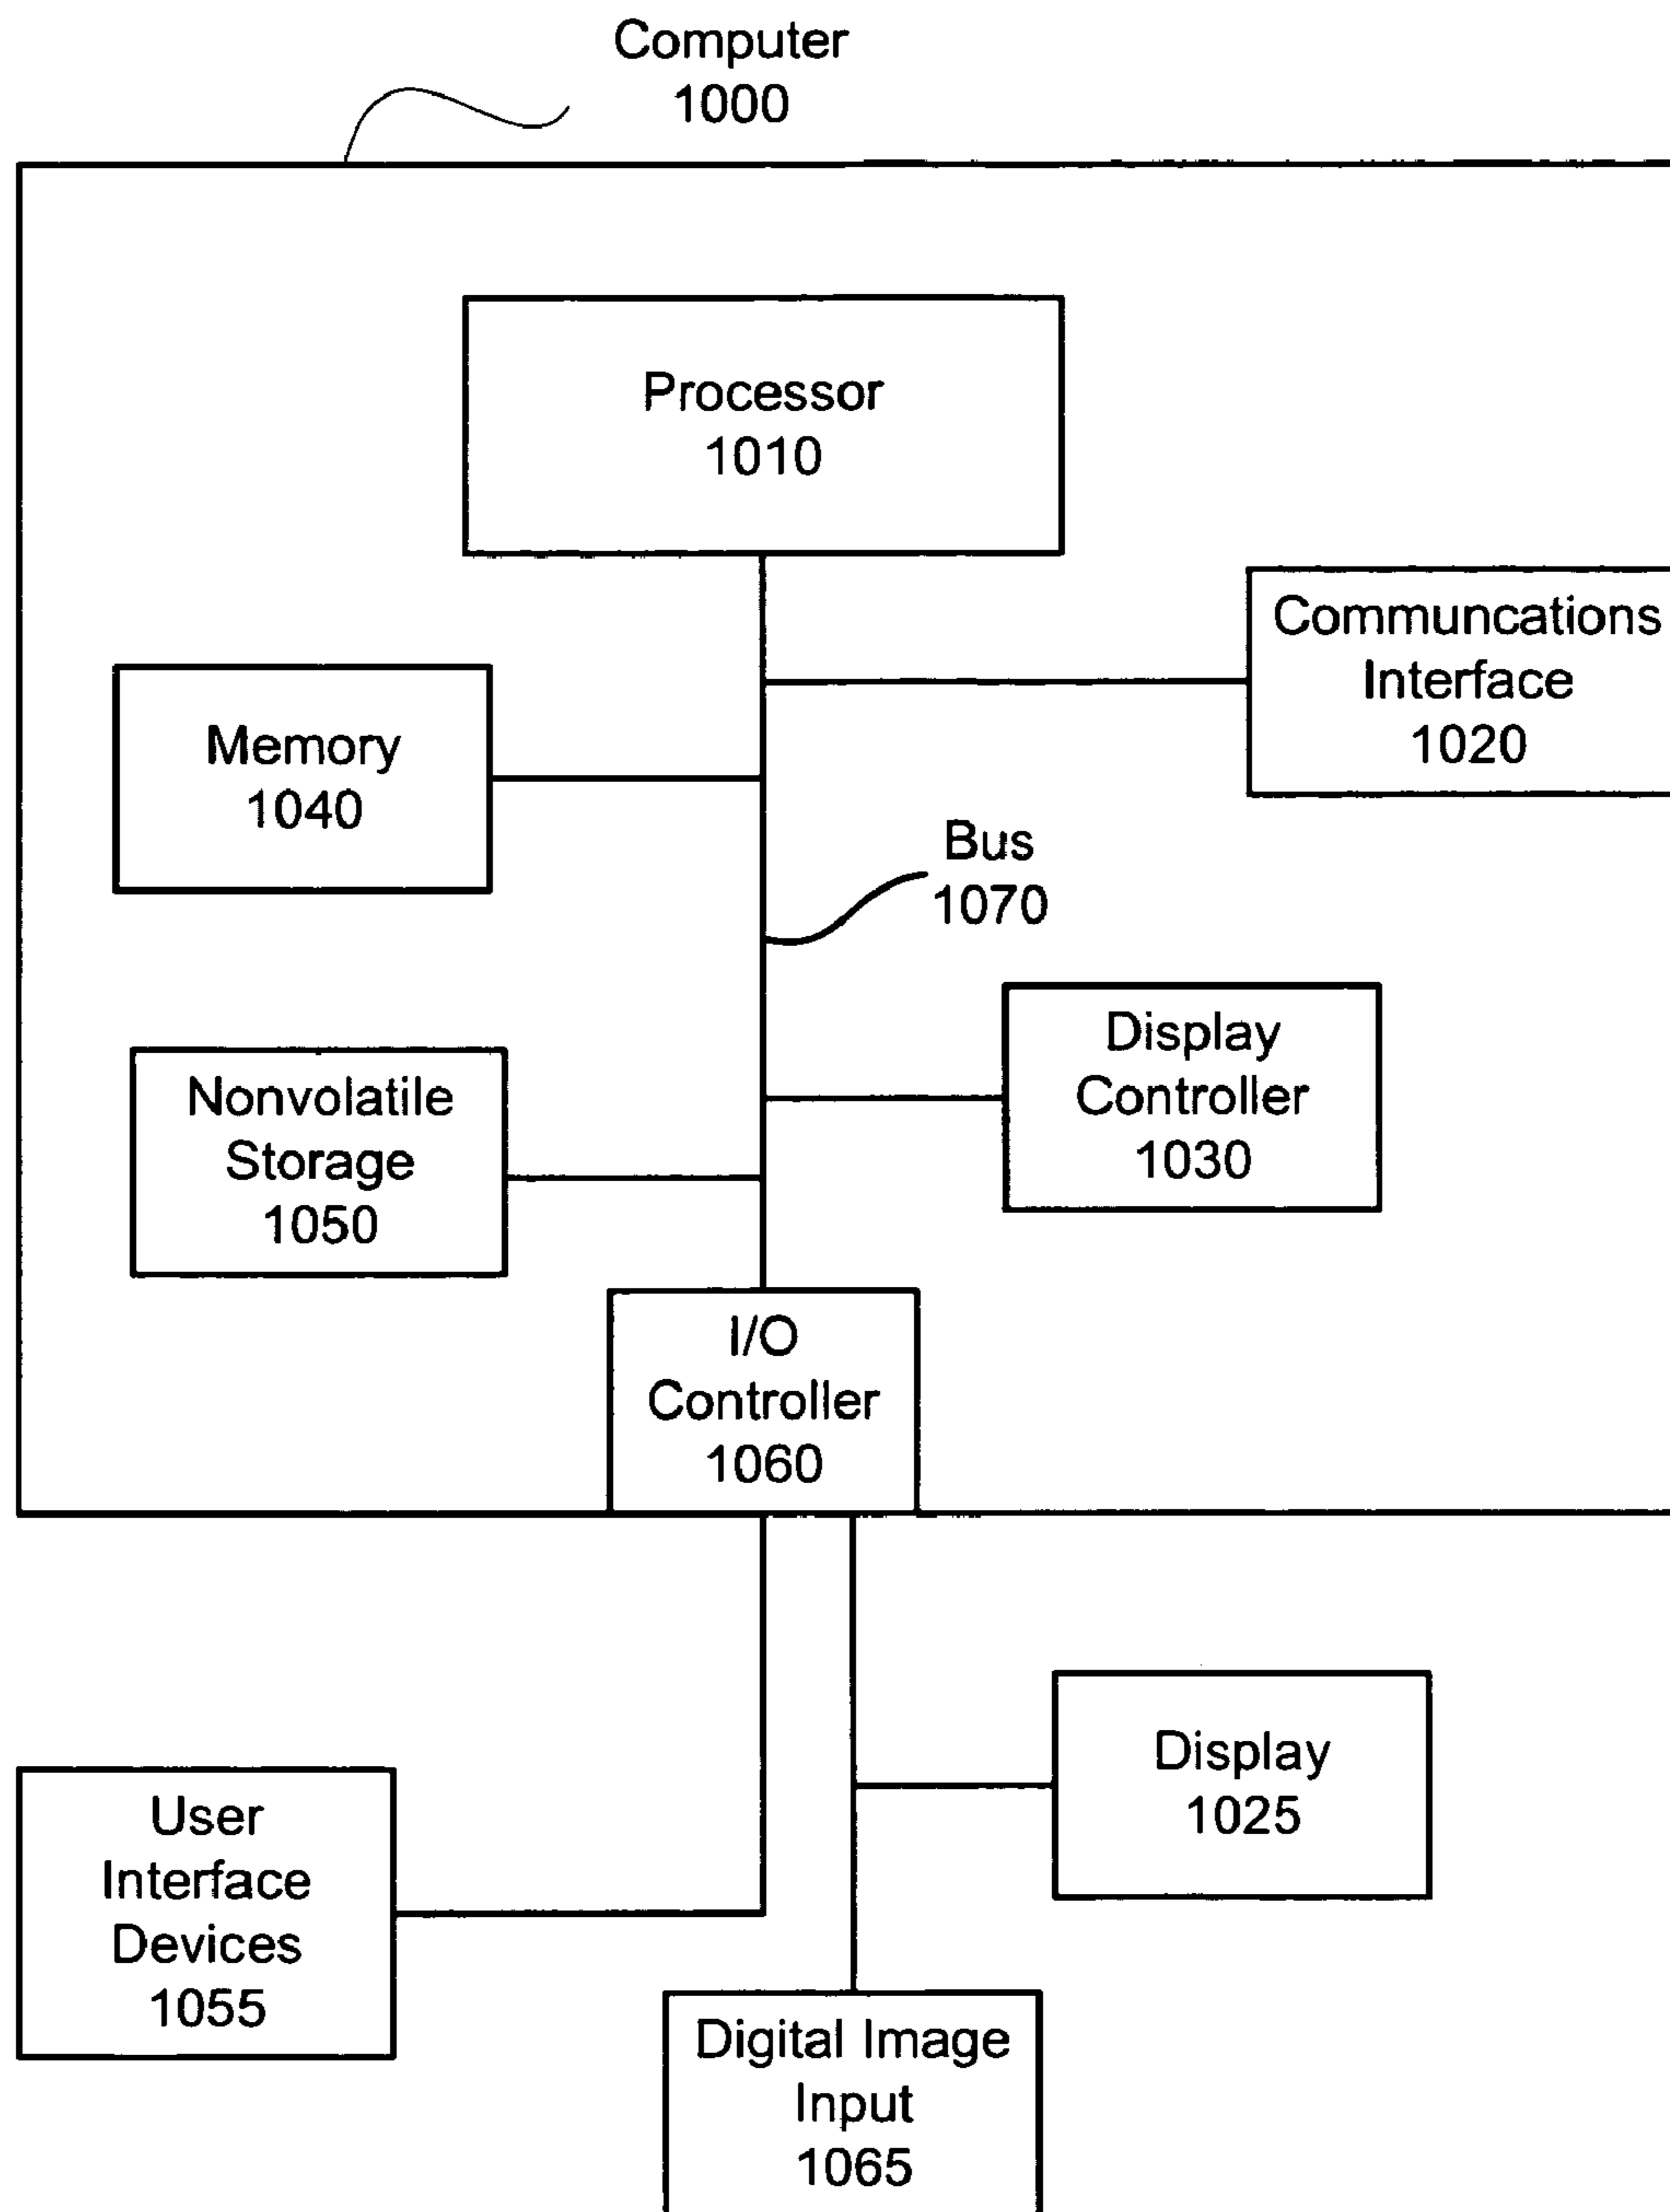 Computer
1000
Processor
1010
Communcations
Interface
1020
Memory
1040
Bus
1070
Display
Controller
1030
Nonvolatile
Storage
1050
I/O
Controller
1060
Display
1025
User
Interface
Devices
1055
Digital Image
Input
1065